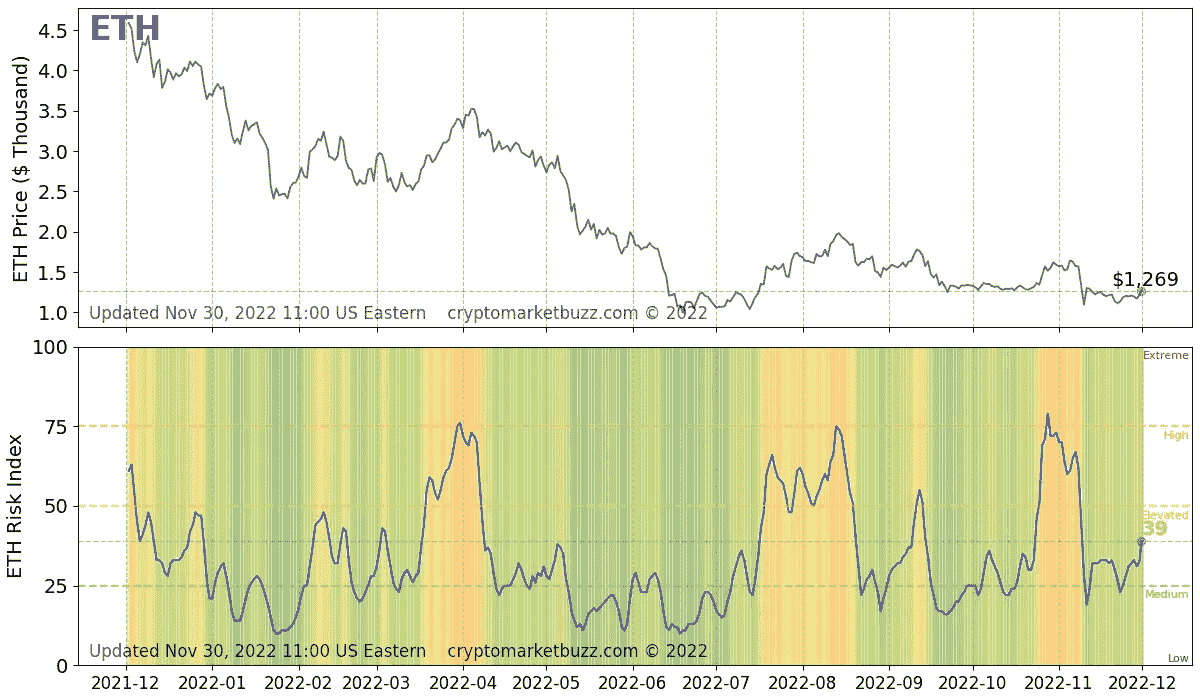 ETH
4.5
4.0
3.5
3.0
2.5
2.0
1.5
1.0
ETH Price ($ Thousand)
$1,269
Updated Nov 30, 2022 11:00 US Eastern cryptomarketbuzz.com © 2022
100
75
50
25
0
ETH Risk Index
Extreme
High
Elevated
39
Medium
Low
Updated Nov 30, 2022 11:00 US Eastern cryptomarketbuzz.com © 2022
2021-12 2022-01 2022-02 2022-03 2022-04 2022-05 2022-06 2022-07 2022-08 2022-09 2022-10 2022-11 2022-12